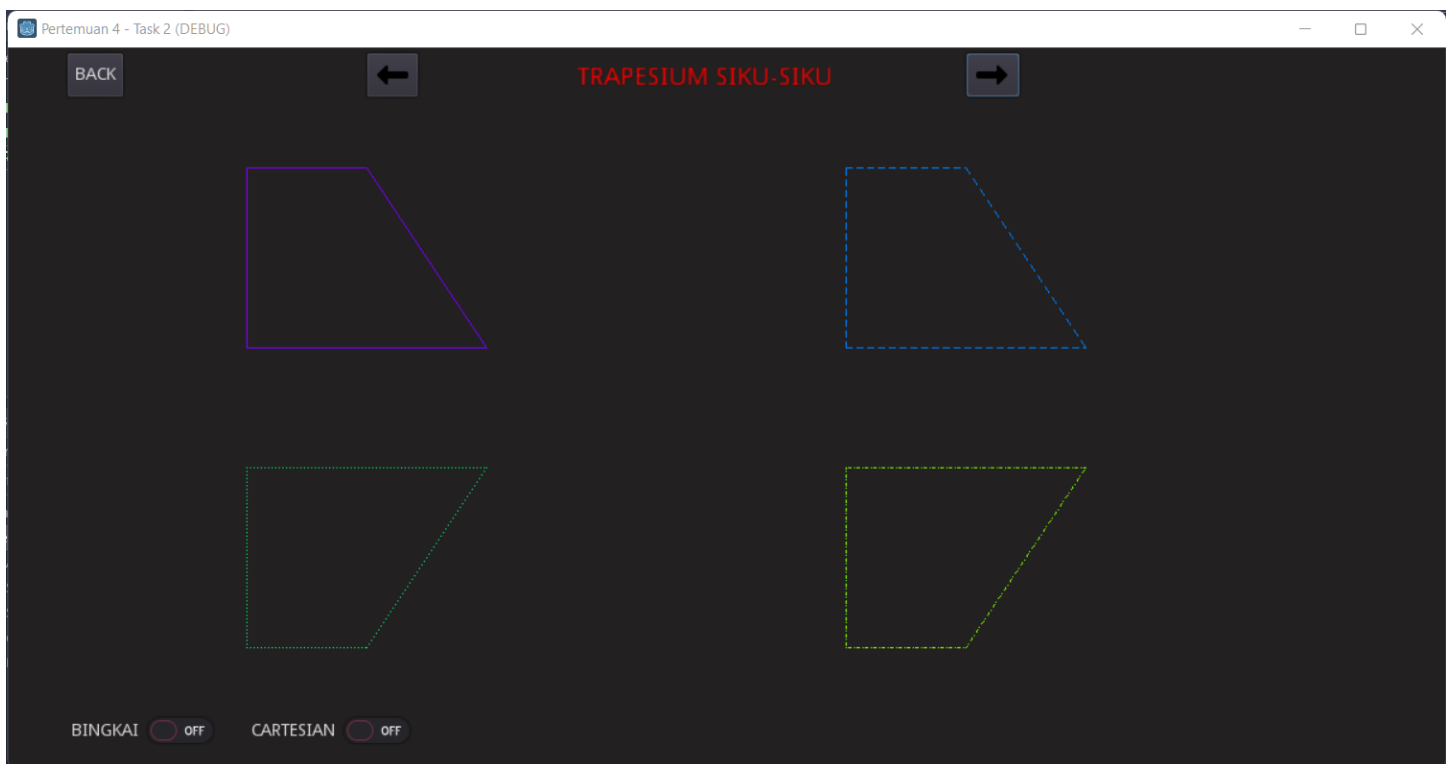 Pertemuan 4 - Task 2 (DEBUG)
BACK
TRAPESIUM SIKU-SIKU
BINGKAI OFF CARTESIAN OFF